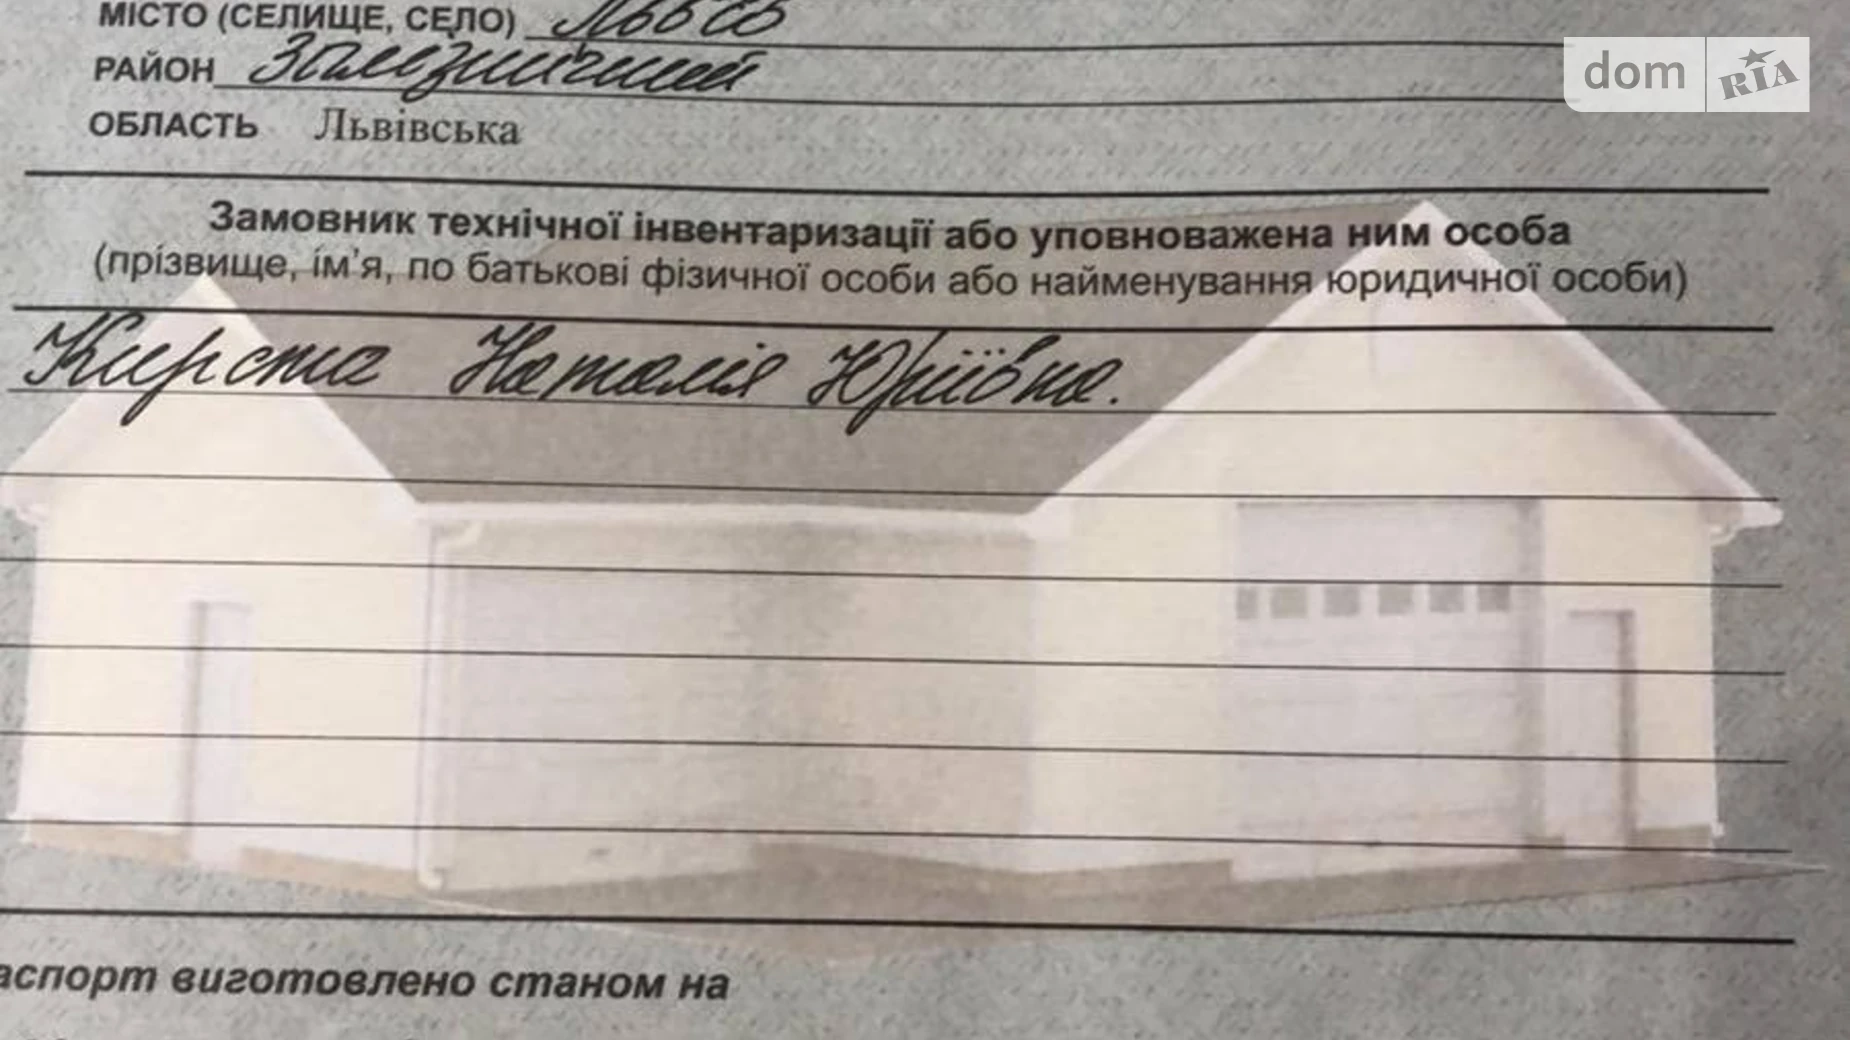 МІСТО (СЕЛИЩЕ, СЕЛО) Львів
РАЙОН Залізничний
ОБЛАСТЬ Львівська
dom RIA
Замовник технічної інвентаризації або уповноважена ним особа
(прізвище, ім'я, по батькові фізичної особи або найменування юридичної особи)
Кирста Наталія Юріївна.
аспорт виготовлено станом на